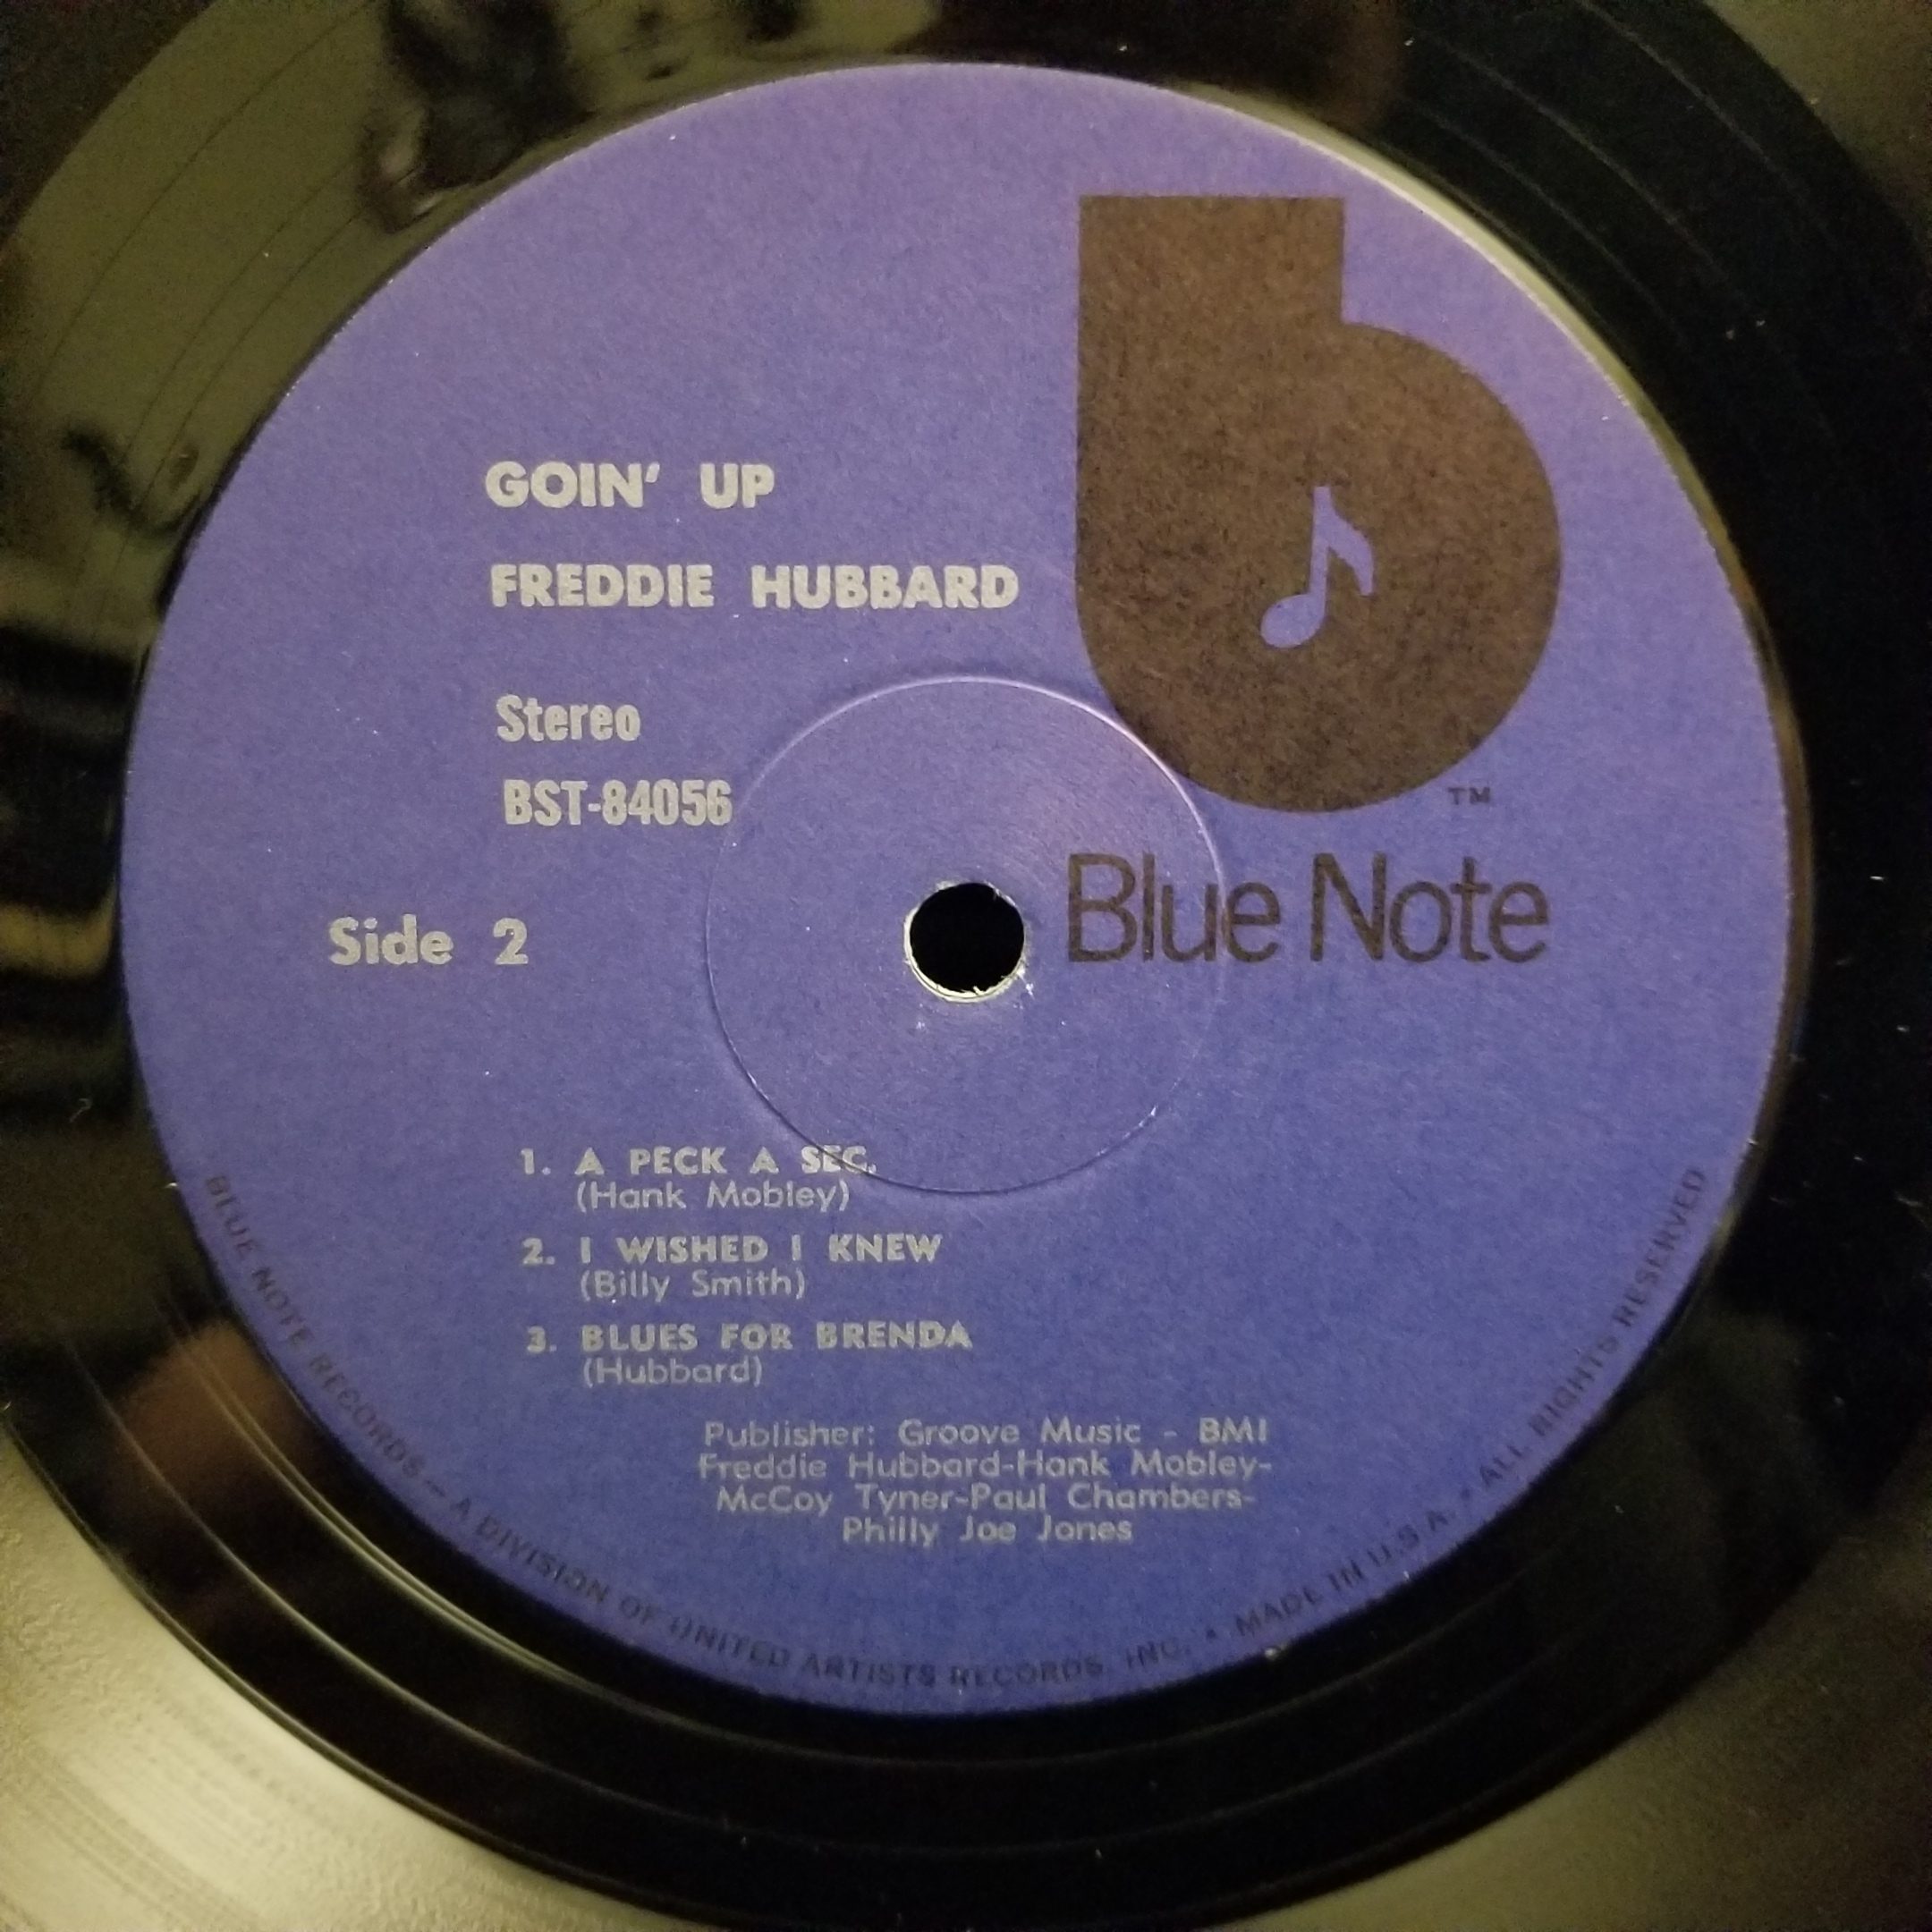 GOIN' UP
FREDDIE HUBBARD
Stereo
BST-84056
Side 2
b
TM
Blue Note
1. A PECK A SEC.
(Hank Mobley)
2. I WISHED I KNEW
(Billy Smith)
3. BLUES FOR BRENDA
(Hubbard)
Publisher: Groove Music - BMI
Freddie Hubbard-Hank Mobley-
McCoy Tyner-Paul Chambers-
Philly Joe Jones
BLUE NOTE RECORDS — A DIVISION OF UNITED ARTISTS RECORDS, INC. • MADE IN U.S.A. • ALL RIGHTS RESERVED